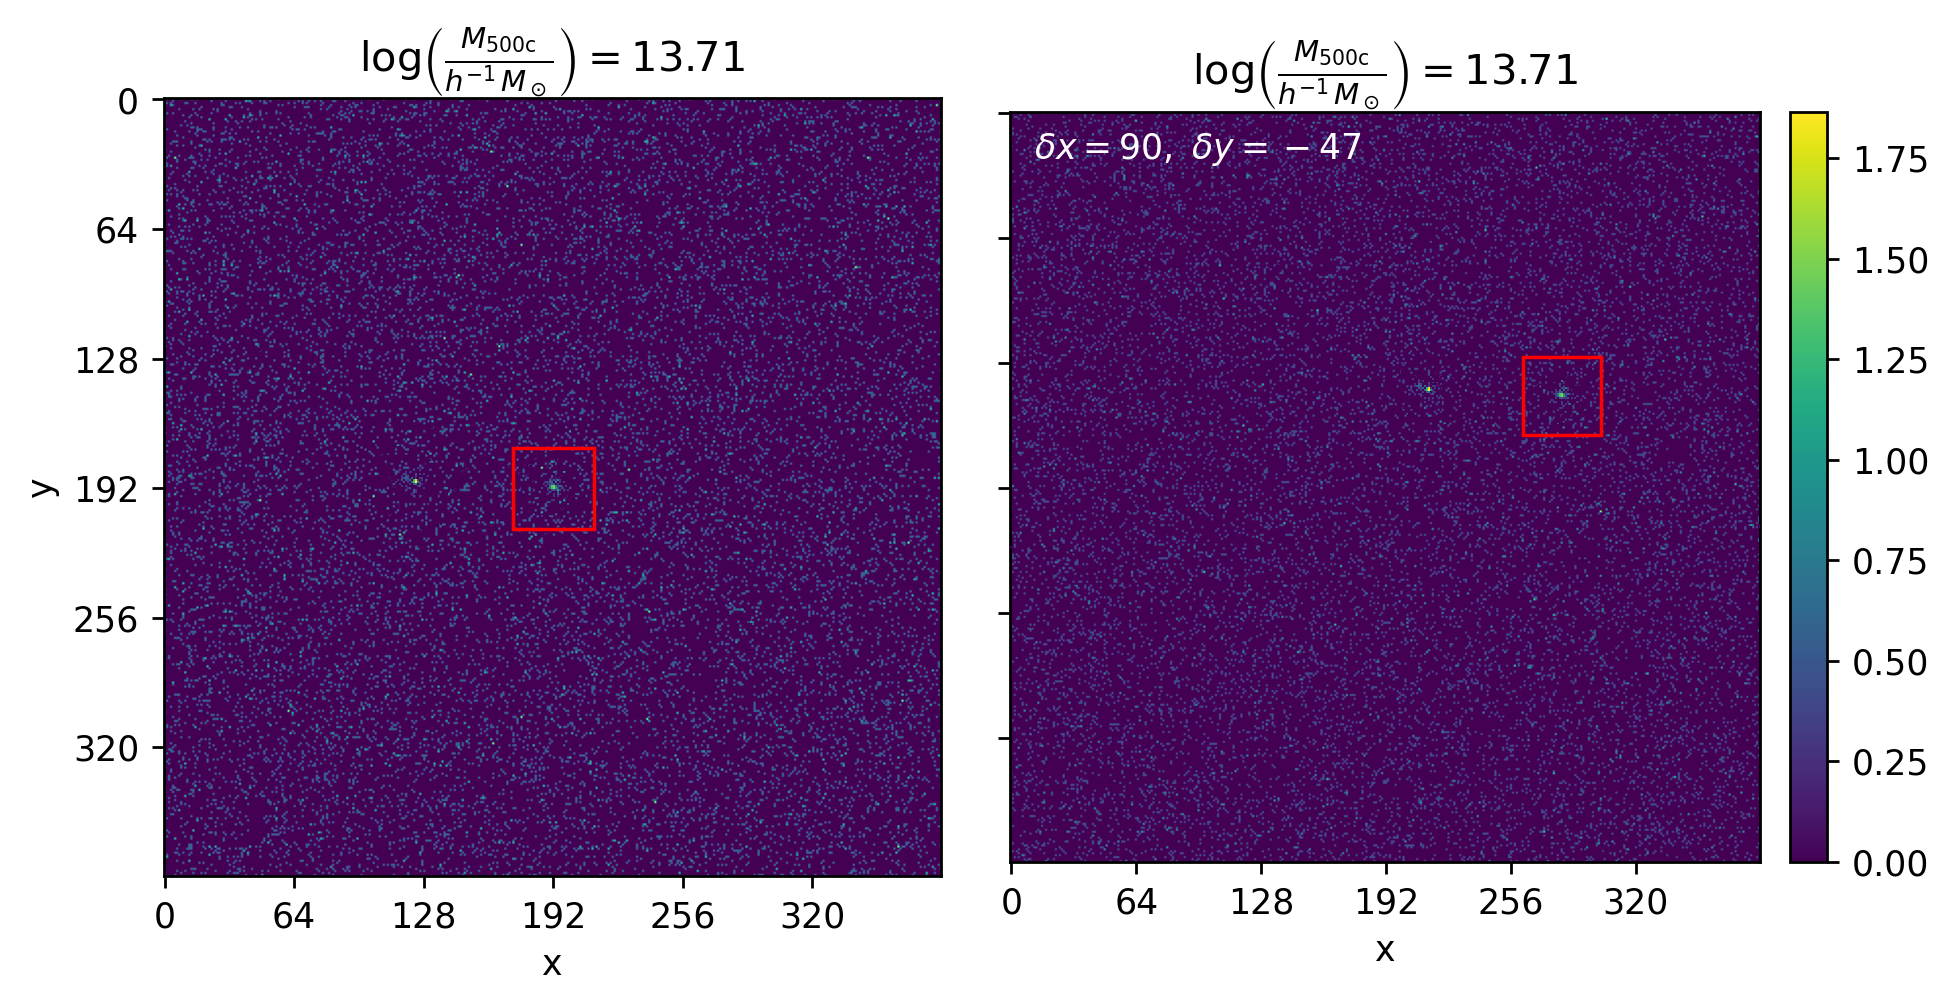 log(M500c/h−1 M⊙) = 13.71
0
64
128
192
256
320
y
0 64 128 192 256 320
x
log(M500c/h−1 M⊙) = 13.71
δx = 90, δy = −47
0 64 128 192 256 320
x
1.75
1.50
1.25
1.00
0.75
0.50
0.25
0.00